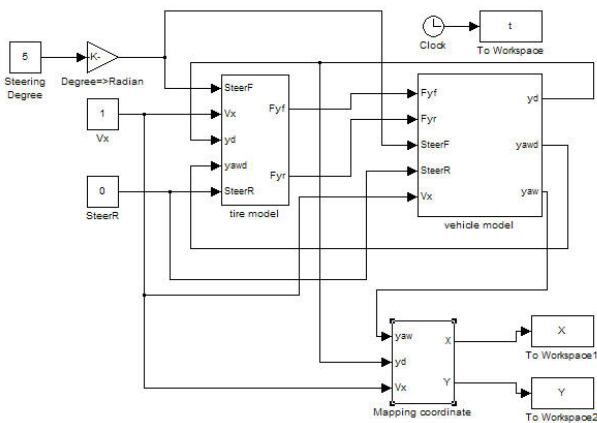 5
Steering
Degree
-K-
Degree=>Radian
Clock
t
To Workspace
1
Vx
0
SteerR
SteerF
Vx
yd
yawd
SteerR
Fyf
Fyr
tire model
Fyf
Fyr
SteerF
SteerR
Vx
yd
yawd
yaw
vehicle model
yaw
yd
Vx
X
Y
Mapping coordinate
X
To Workspace1
Y
To Workspace2